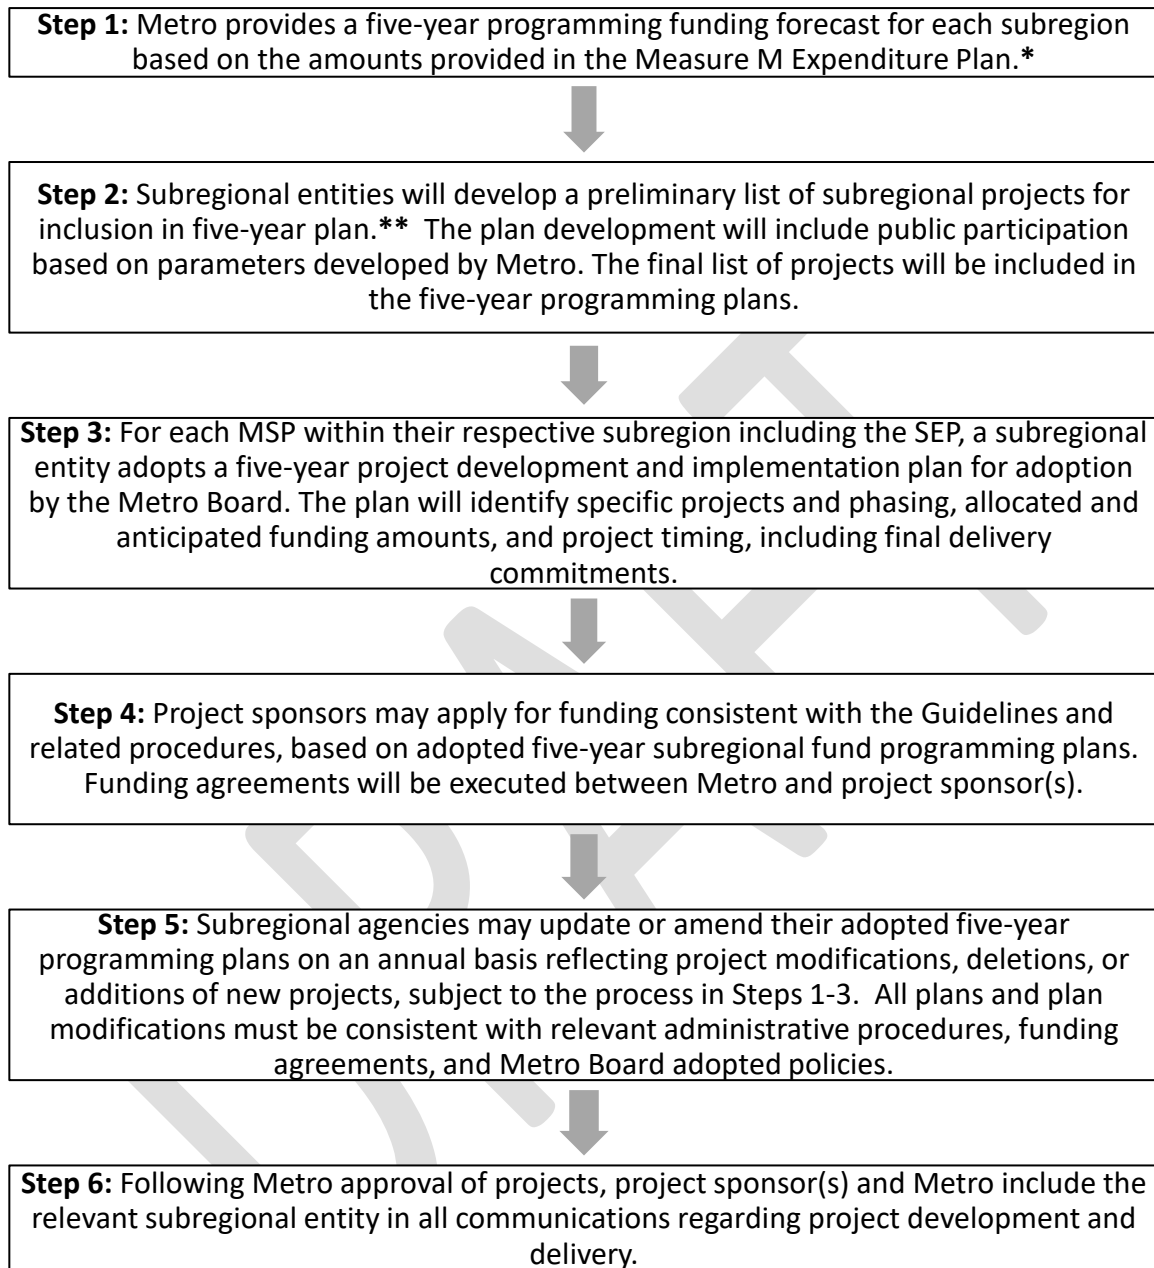 Step 1: Metro provides a five-year programming funding forecast for each subregion
based on the amounts provided in the Measure M Expenditure Plan.*
Step 2: Subregional entities will develop a preliminary list of subregional projects for
inclusion in five-year plan.** The plan development will include public participation
based on parameters developed by Metro. The final list of projects will be included in
the five-year programming plans.
Step 3: For each MSP within their respective subregion including the SEP, a subregional
entity adopts a five-year project development and implementation plan for adoption
by the Metro Board. The plan will identify specific projects and phasing, allocated and
anticipated funding amounts, and project timing, including final delivery
commitments.
Step 4: Project sponsors may apply for funding consistent with the Guidelines and
related procedures, based on adopted five-year subregional fund programming plans.
Funding agreements will be executed between Metro and project sponsor(s).
Step 5: Subregional agencies may update or amend their adopted five-year
programming plans on an annual basis reflecting project modifications, deletions, or
additions of new projects, subject to the process in Steps 1-3. All plans and plan
modifications must be consistent with relevant administrative procedures, funding
agreements, and Metro Board adopted policies.
Step 6: Following Metro approval of projects, project sponsor(s) and Metro include the
relevant subregional entity in all communications regarding project development and
delivery.
DRAFT